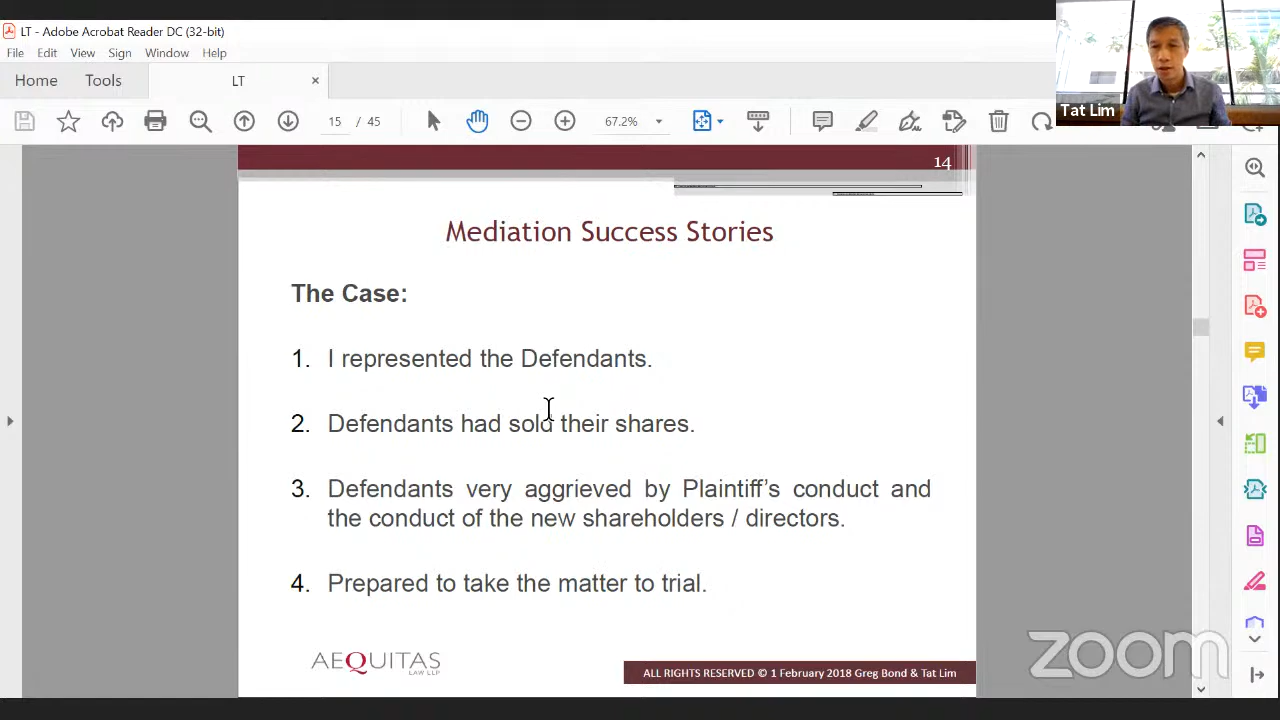 LT - Adobe Acrobat Reader DC (32-bit)
File Edit View Sign Window Help
Home Tools LT ×
15 / 45 67.2%
Tat Lim
14
Mediation Success Stories
The Case:
1. I represented the Defendants.
2. Defendants had sold their shares.
3. Defendants very aggrieved by Plaintiff's conduct and
the conduct of the new shareholders / directors.
4. Prepared to take the matter to trial.
AEQUITAS
LAW LLP
ALL RIGHTS RESERVED © 1 February 2018 Greg Bond & Tat Lim
zoom